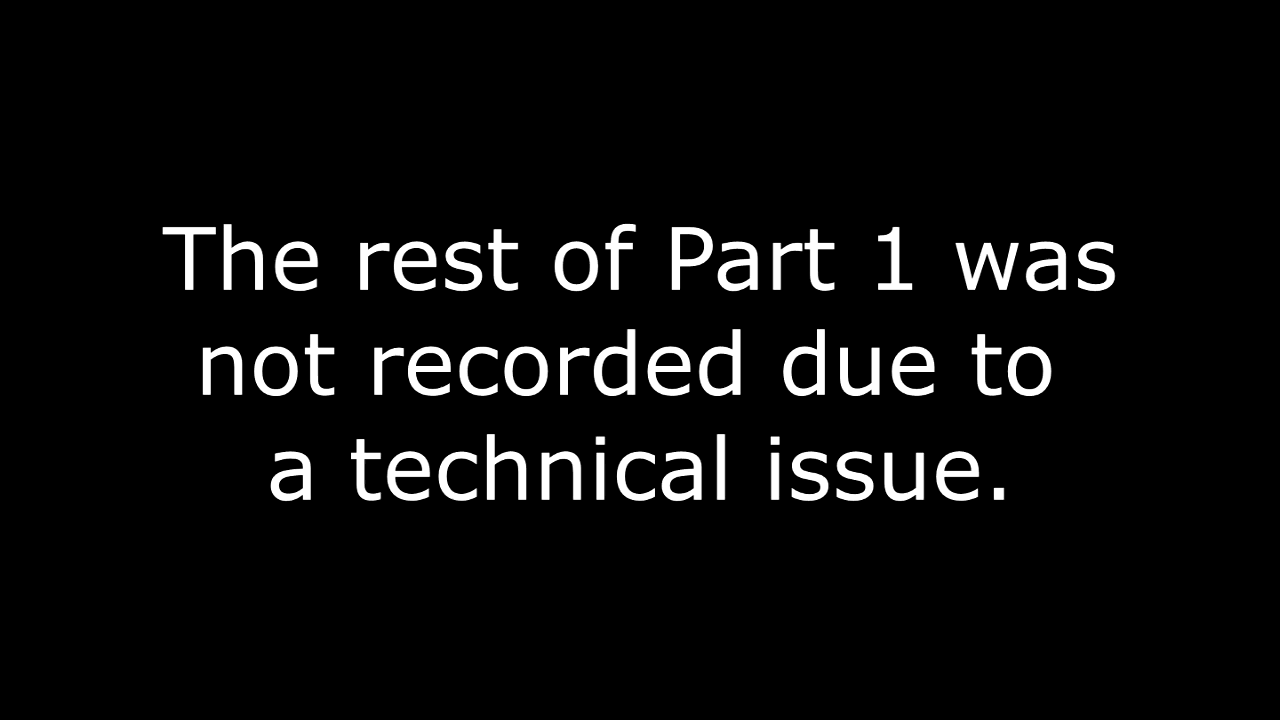 The rest of Part 1 was
not recorded due to
a technical issue.